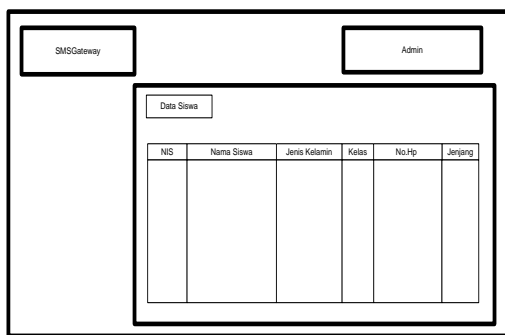 SMSGateway
Admin
Data Siswa
NIS Nama Siswa Jenis Kelamin Kelas No.Hp Jenjang